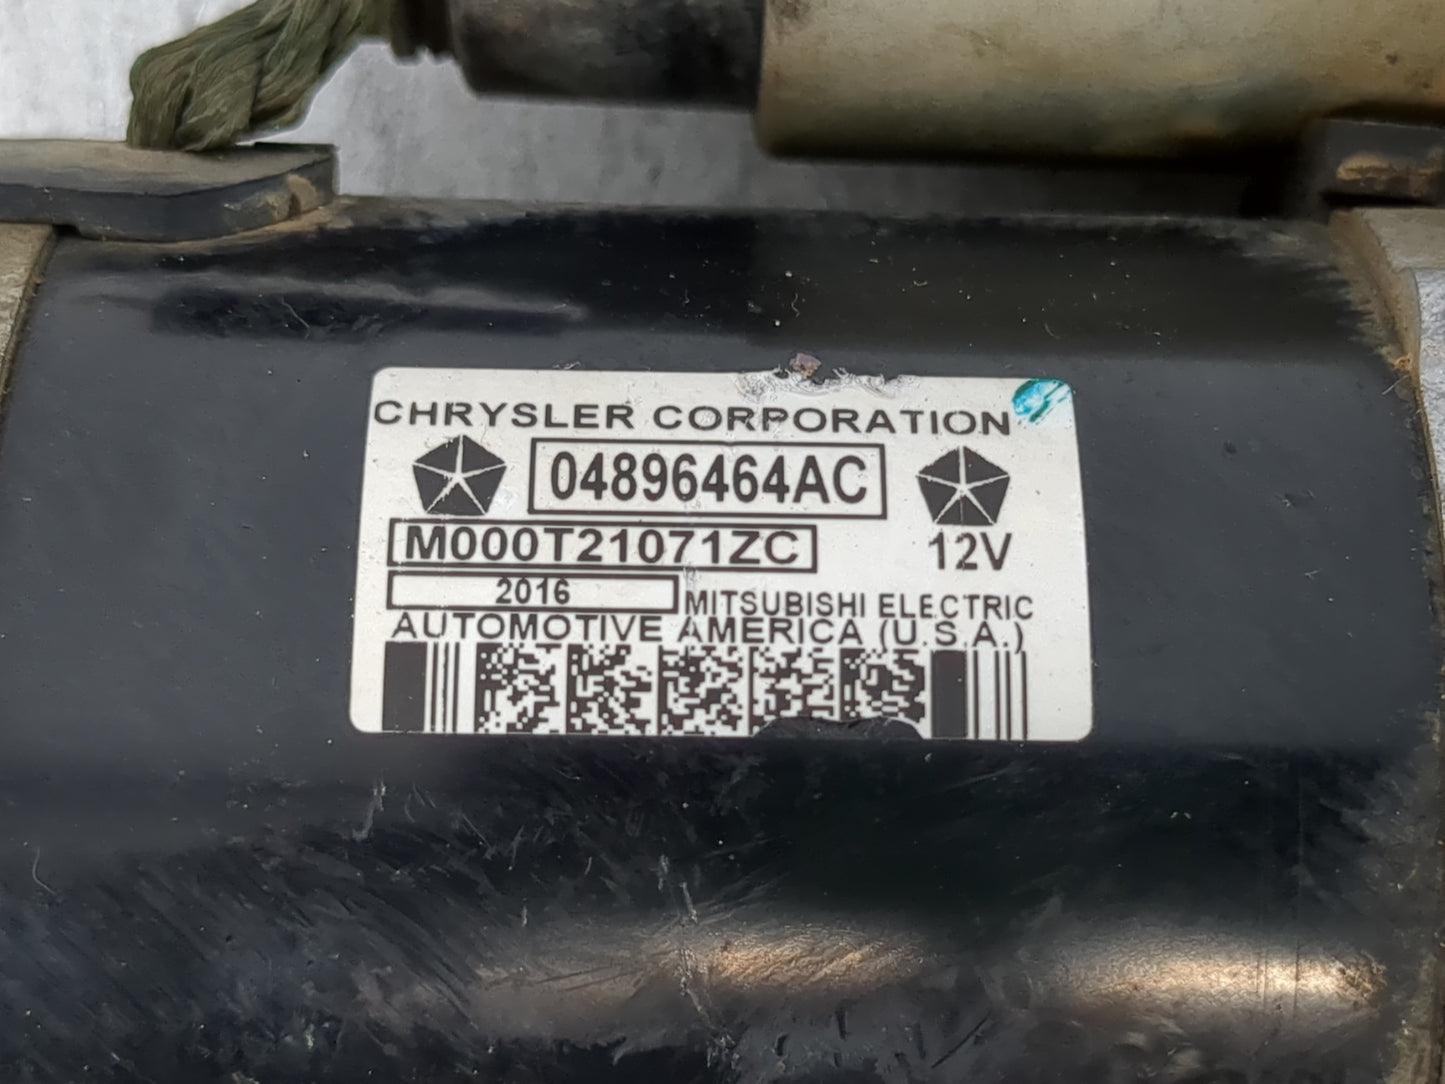 CHRYSLER CORPORATION
04896464AC
M000T21071ZC 12V
2016 MITSUBISHI ELECTRIC
AUTOMOTIVE AMERICA (U.S.A.)